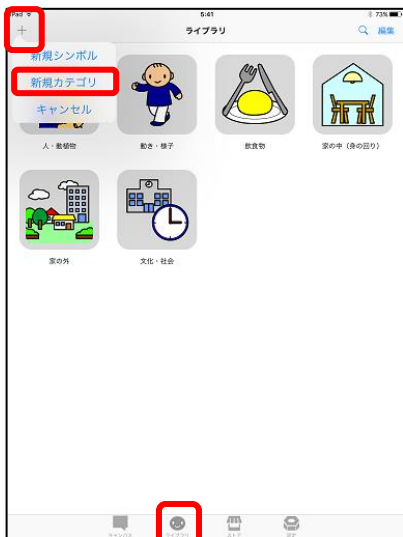 iPad
5:41
73%
ライブラリ
編集
新規シンボル
新規カテゴリ
キャンセル
人・動植物
動き・様子
飲食物
家の中（身の回り）
家の外
文化・社会
キャンバス
ライブラリ
ストア
設定